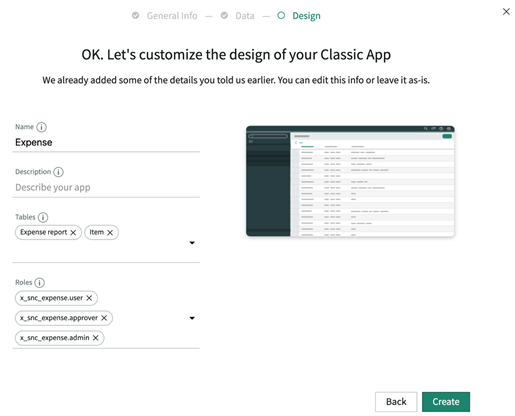 General Info — Data — Design
OK. Let's customize the design of your Classic App
We already added some of the details you told us earlier. You can edit this info or leave it as-is.
Name
Expense
Description
Describe your app
Tables
Expense report
Item
Roles
x_snc_expense.user
x_snc_expense.approver
x_snc_expense.admin
Back
Create